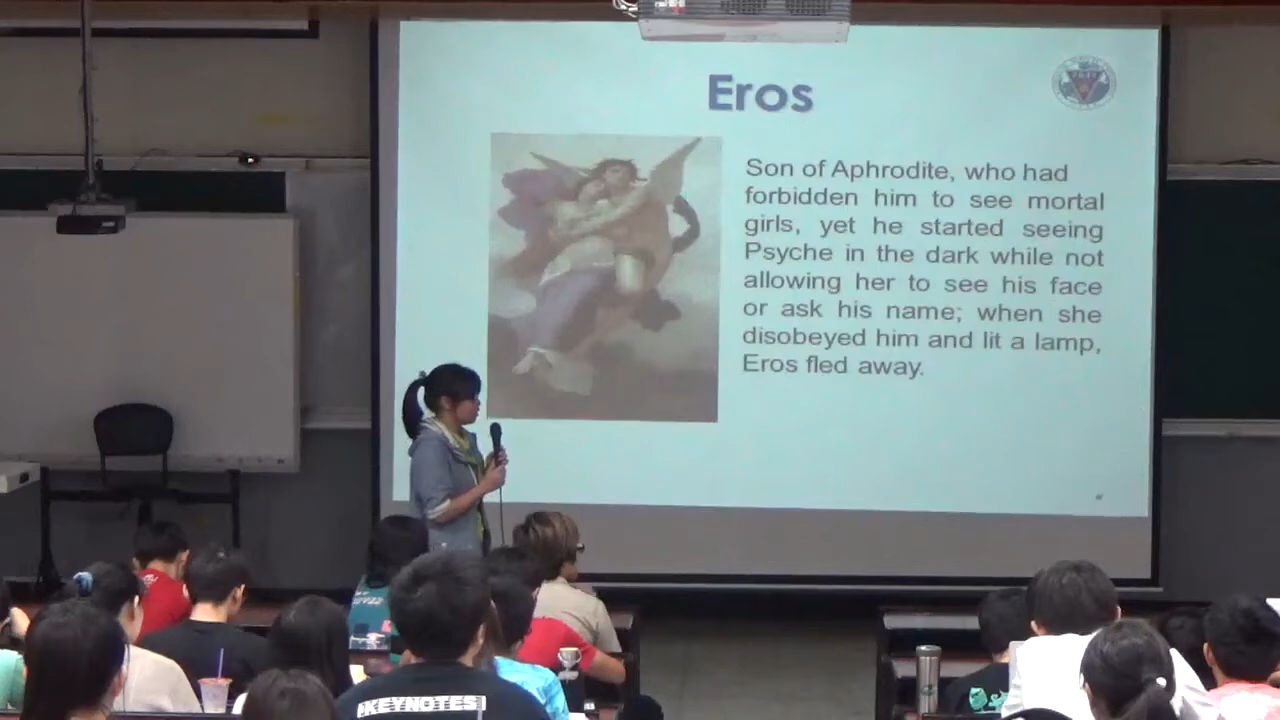 Eros
Son of Aphrodite, who had
forbidden him to see mortal
girls, yet he started seeing
Psyche in the dark while not
allowing her to see his face
or ask his name; when she
disobeyed him and lit a lamp,
Eros fled away.
KEYNOTES